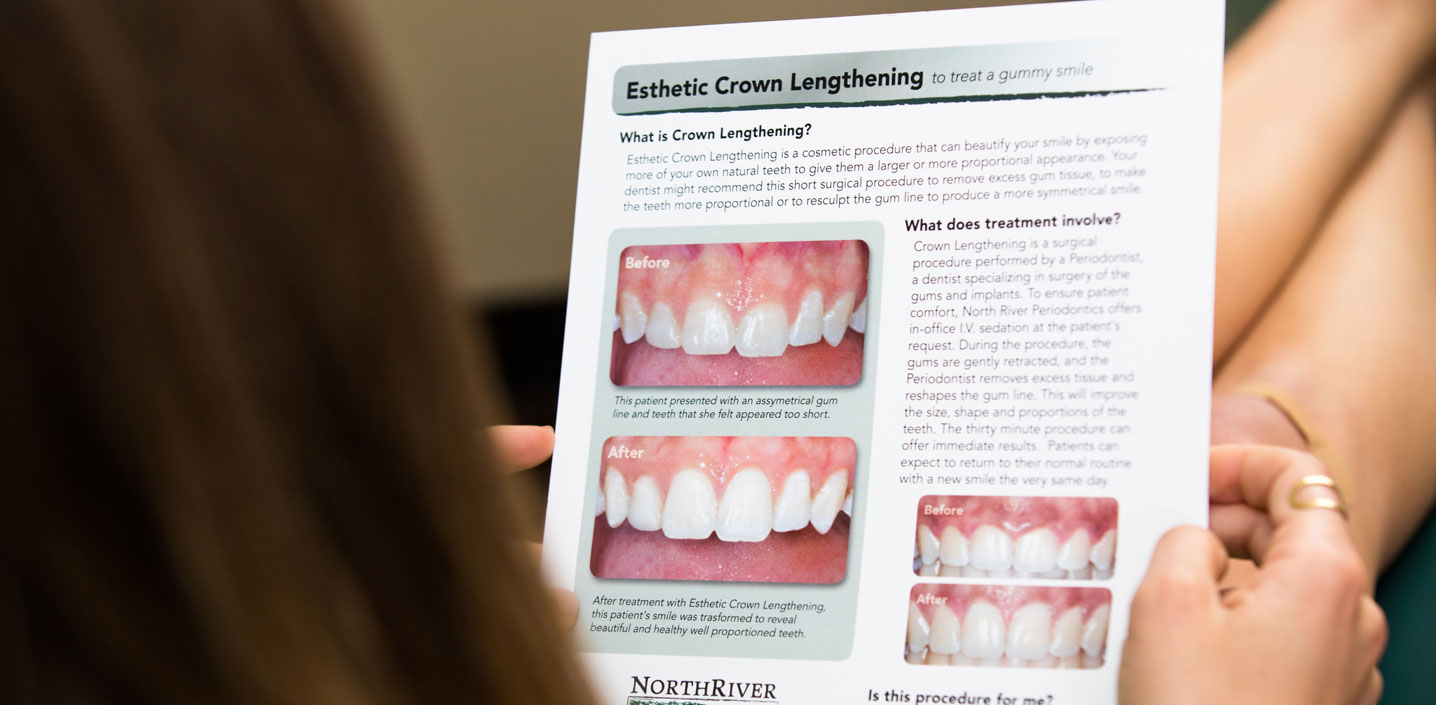 Esthetic Crown Lengthening to treat a gummy smile
What is Crown Lengthening?
Esthetic Crown Lengthening is a cosmetic procedure that can beautify your smile by exposing
more of your own natural teeth to give them a larger or more proportional appearance. Your
dentist might recommend this short surgical procedure to remove excess gum tissue, to make
the teeth more proportional or to resculpt the gum line to produce a more symmetrical smile.
Before
This patient presented with an assymetrical gum
line and teeth that she felt appeared too short.
After
After treatment with Esthetic Crown Lengthening,
this patient's smile was trasformed to reveal
beautiful and healthy well proportioned teeth.
What does treatment involve?
Crown Lengthening is a surgical
procedure performed by a Periodontist,
a dentist specializing in surgery of the
gums and implants. To ensure patient
comfort, North River Periodontics offers
in-office I.V. sedation at the patient's
request. During the procedure, the
gums are gently retracted, and the
Periodontist removes excess tissue and
reshapes the gum line. This will improve
the size, shape and proportions of the
teeth. The thirty minute procedure can
offer immediate results. Patients can
expect to return to their normal routine
with a new smile the very same day.
Before
After
NORTHRIVER
Is this procedure for me?